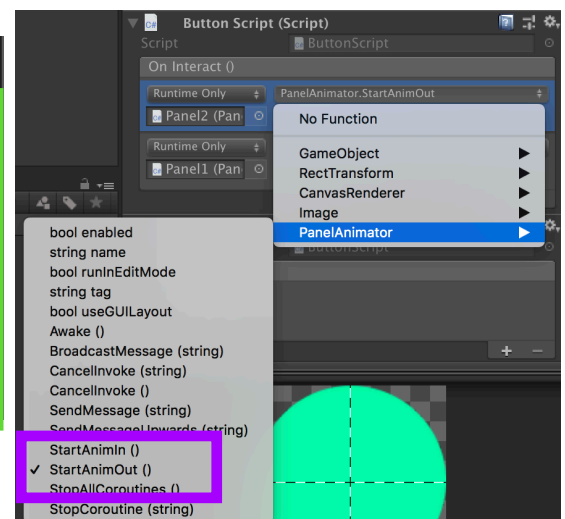 Button Script (Script)
Script
ButtonScript
On Interact ()
Runtime Only
PanelAnimator.StartAnimOut
Panel2 (Pan
No Function
Runtime Only
Panel1 (Pan
GameObject
RectTransform
CanvasRenderer
Image
PanelAnimator
ButtonScript
bool enabled
string name
bool runInEditMode
string tag
bool useGUILayout
Awake ()
BroadcastMessage (string)
CancelInvoke (string)
CancelInvoke ()
SendMessage (string)
SendMessageUpwards (string)
StartAnimIn ()
✓ StartAnimOut ()
StopAllCoroutines ()
StopCoroutine (string)